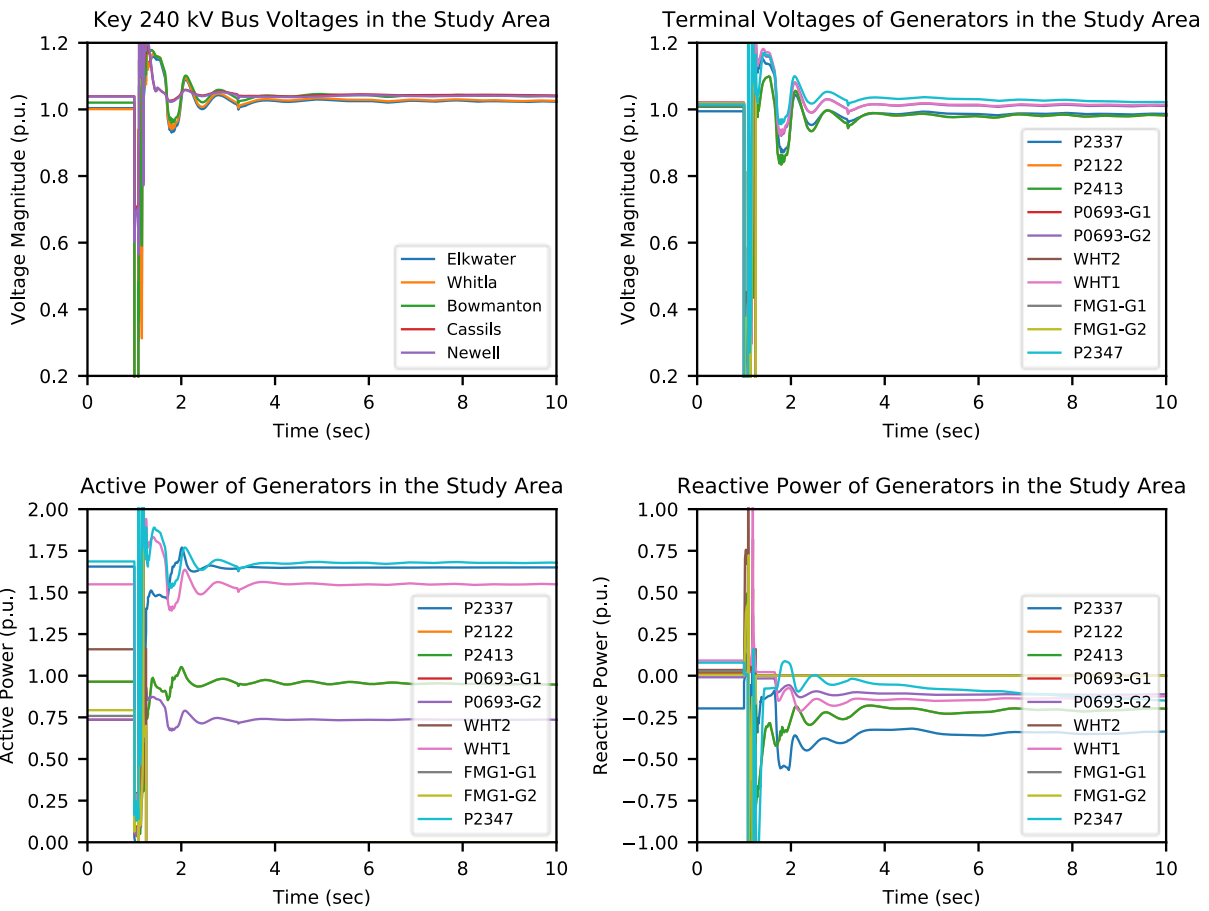 Key 240 kV Bus Voltages in the Study Area
1.2
1.0
0.8
0.6
0.4
0.2
Voltage Magnitude (p.u.)
Elkwater
Whitla
Bowmanton
Cassils
Newell
0 2 4 6 8 10
Time (sec)
Terminal Voltages of Generators in the Study Area
1.2
1.0
0.8
0.6
0.4
0.2
Voltage Magnitude (p.u.)
P2337
P2122
P2413
P0693-G1
P0693-G2
WHT2
WHT1
FMG1-G1
FMG1-G2
P2347
0 2 4 6 8 10
Time (sec)
Active Power of Generators in the Study Area
2.00
1.75
1.50
1.25
1.00
0.75
0.50
0.25
0.00
Active Power (p.u.)
P2337
P2122
P2413
P0693-G1
P0693-G2
WHT2
WHT1
FMG1-G1
FMG1-G2
P2347
0 2 4 6 8 10
Time (sec)
Reactive Power of Generators in the Study Area
1.00
0.75
0.50
0.25
0.00
−0.25
−0.50
−0.75
−1.00
Reactive Power (p.u.)
P2337
P2122
P2413
P0693-G1
P0693-G2
WHT2
WHT1
FMG1-G1
FMG1-G2
P2347
0 2 4 6 8 10
Time (sec)